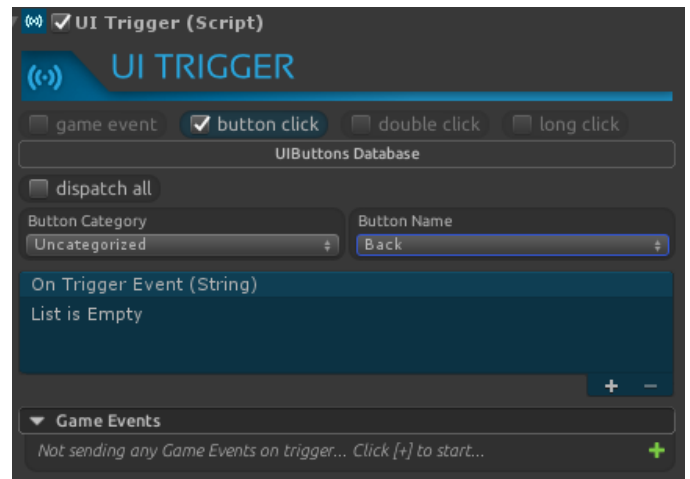 UI Trigger (Script)
UI TRIGGER
game event button click double click long click
UIButtons Database
dispatch all
Button Category Button Name
Uncategorized Back
On Trigger Event (String)
List is Empty
Game Events
Not sending any Game Events on trigger... Click [+] to start...